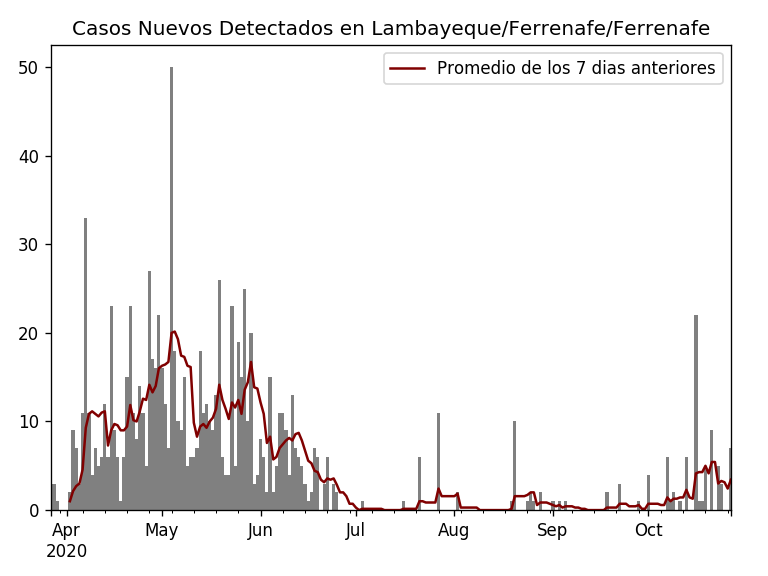 Casos Nuevos Detectados en Lambayeque/Ferrenafe/Ferrenafe
Promedio de los 7 dias anteriores
50
40
30
20
10
0
Apr May Jun Jul Aug Sep Oct
2020